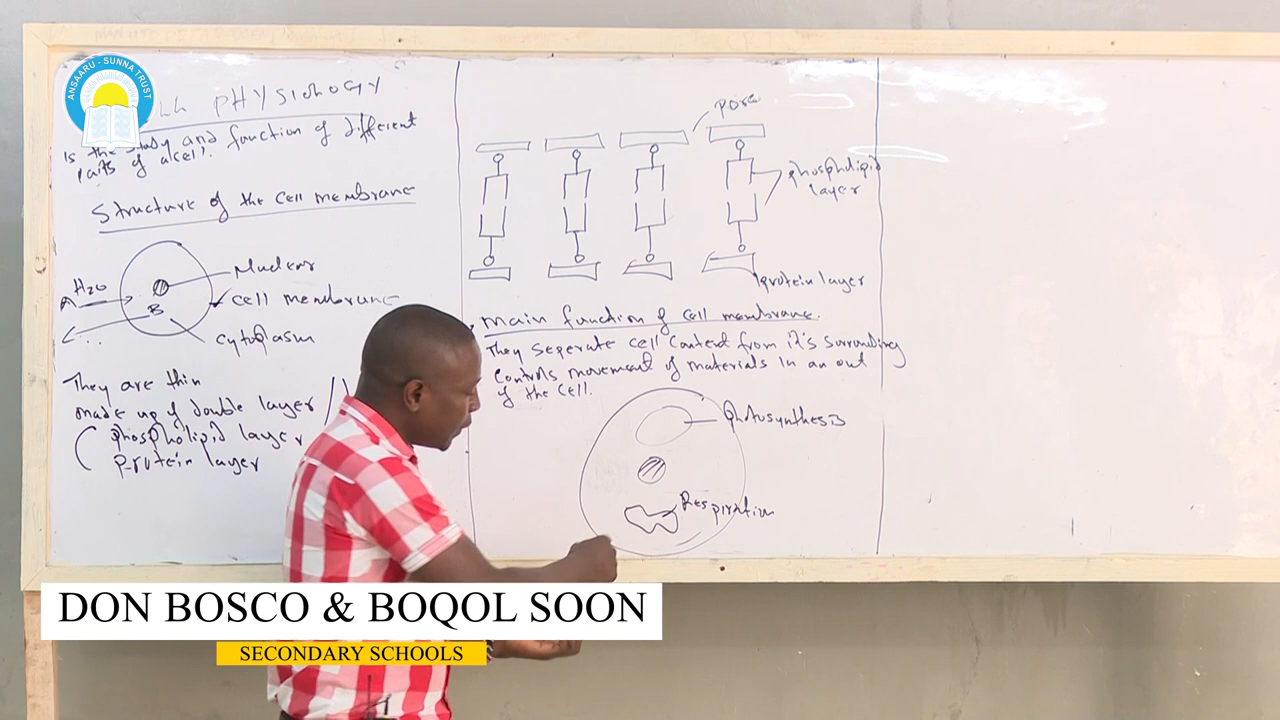 ANSAARU - SUNNA TRUST
PHYSIOLOGY
Is the study and function of different
parts of a cell.
Structure of the cell membrane
H2O
Nuclear
cell membrane
B
cytoplasm
They are thin
made up of double layer
phospholipid layer
protein layer
pore
phospholipid
layer
protein layer
Main function of cell membrane.
They seperate cell content from it's surrounding
controls movement of materials in an out
of the cell.
photosynthesis
Respiration
DON BOSCO & BOQOL SOON
SECONDARY SCHOOLS